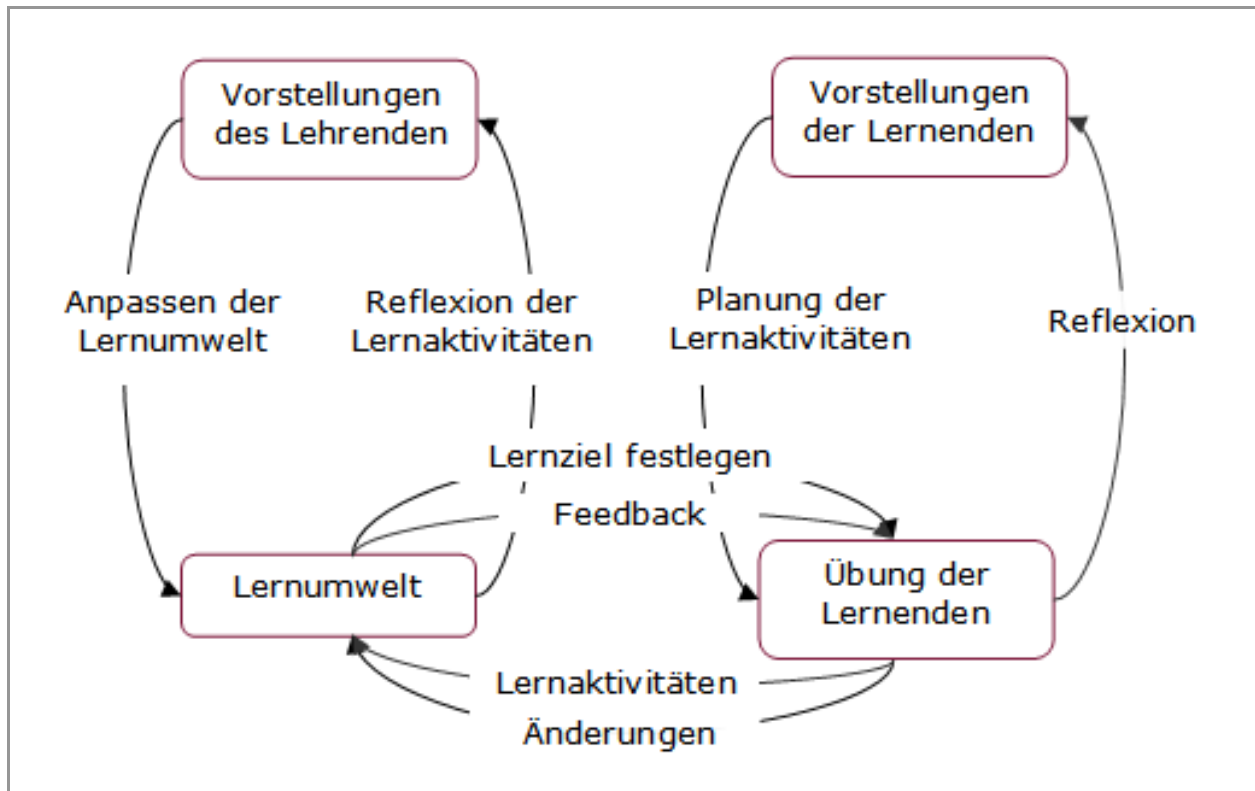 Vorstellungen
des Lehrenden
Vorstellungen
der Lernenden
Anpassen der
Lernumwelt
Reflexion der
Lernaktivitäten
Planung der
Lernaktivitäten
Reflexion
Lernziel festlegen
Feedback
Lernumwelt
Übung der
Lernenden
Lernaktivitäten
Änderungen